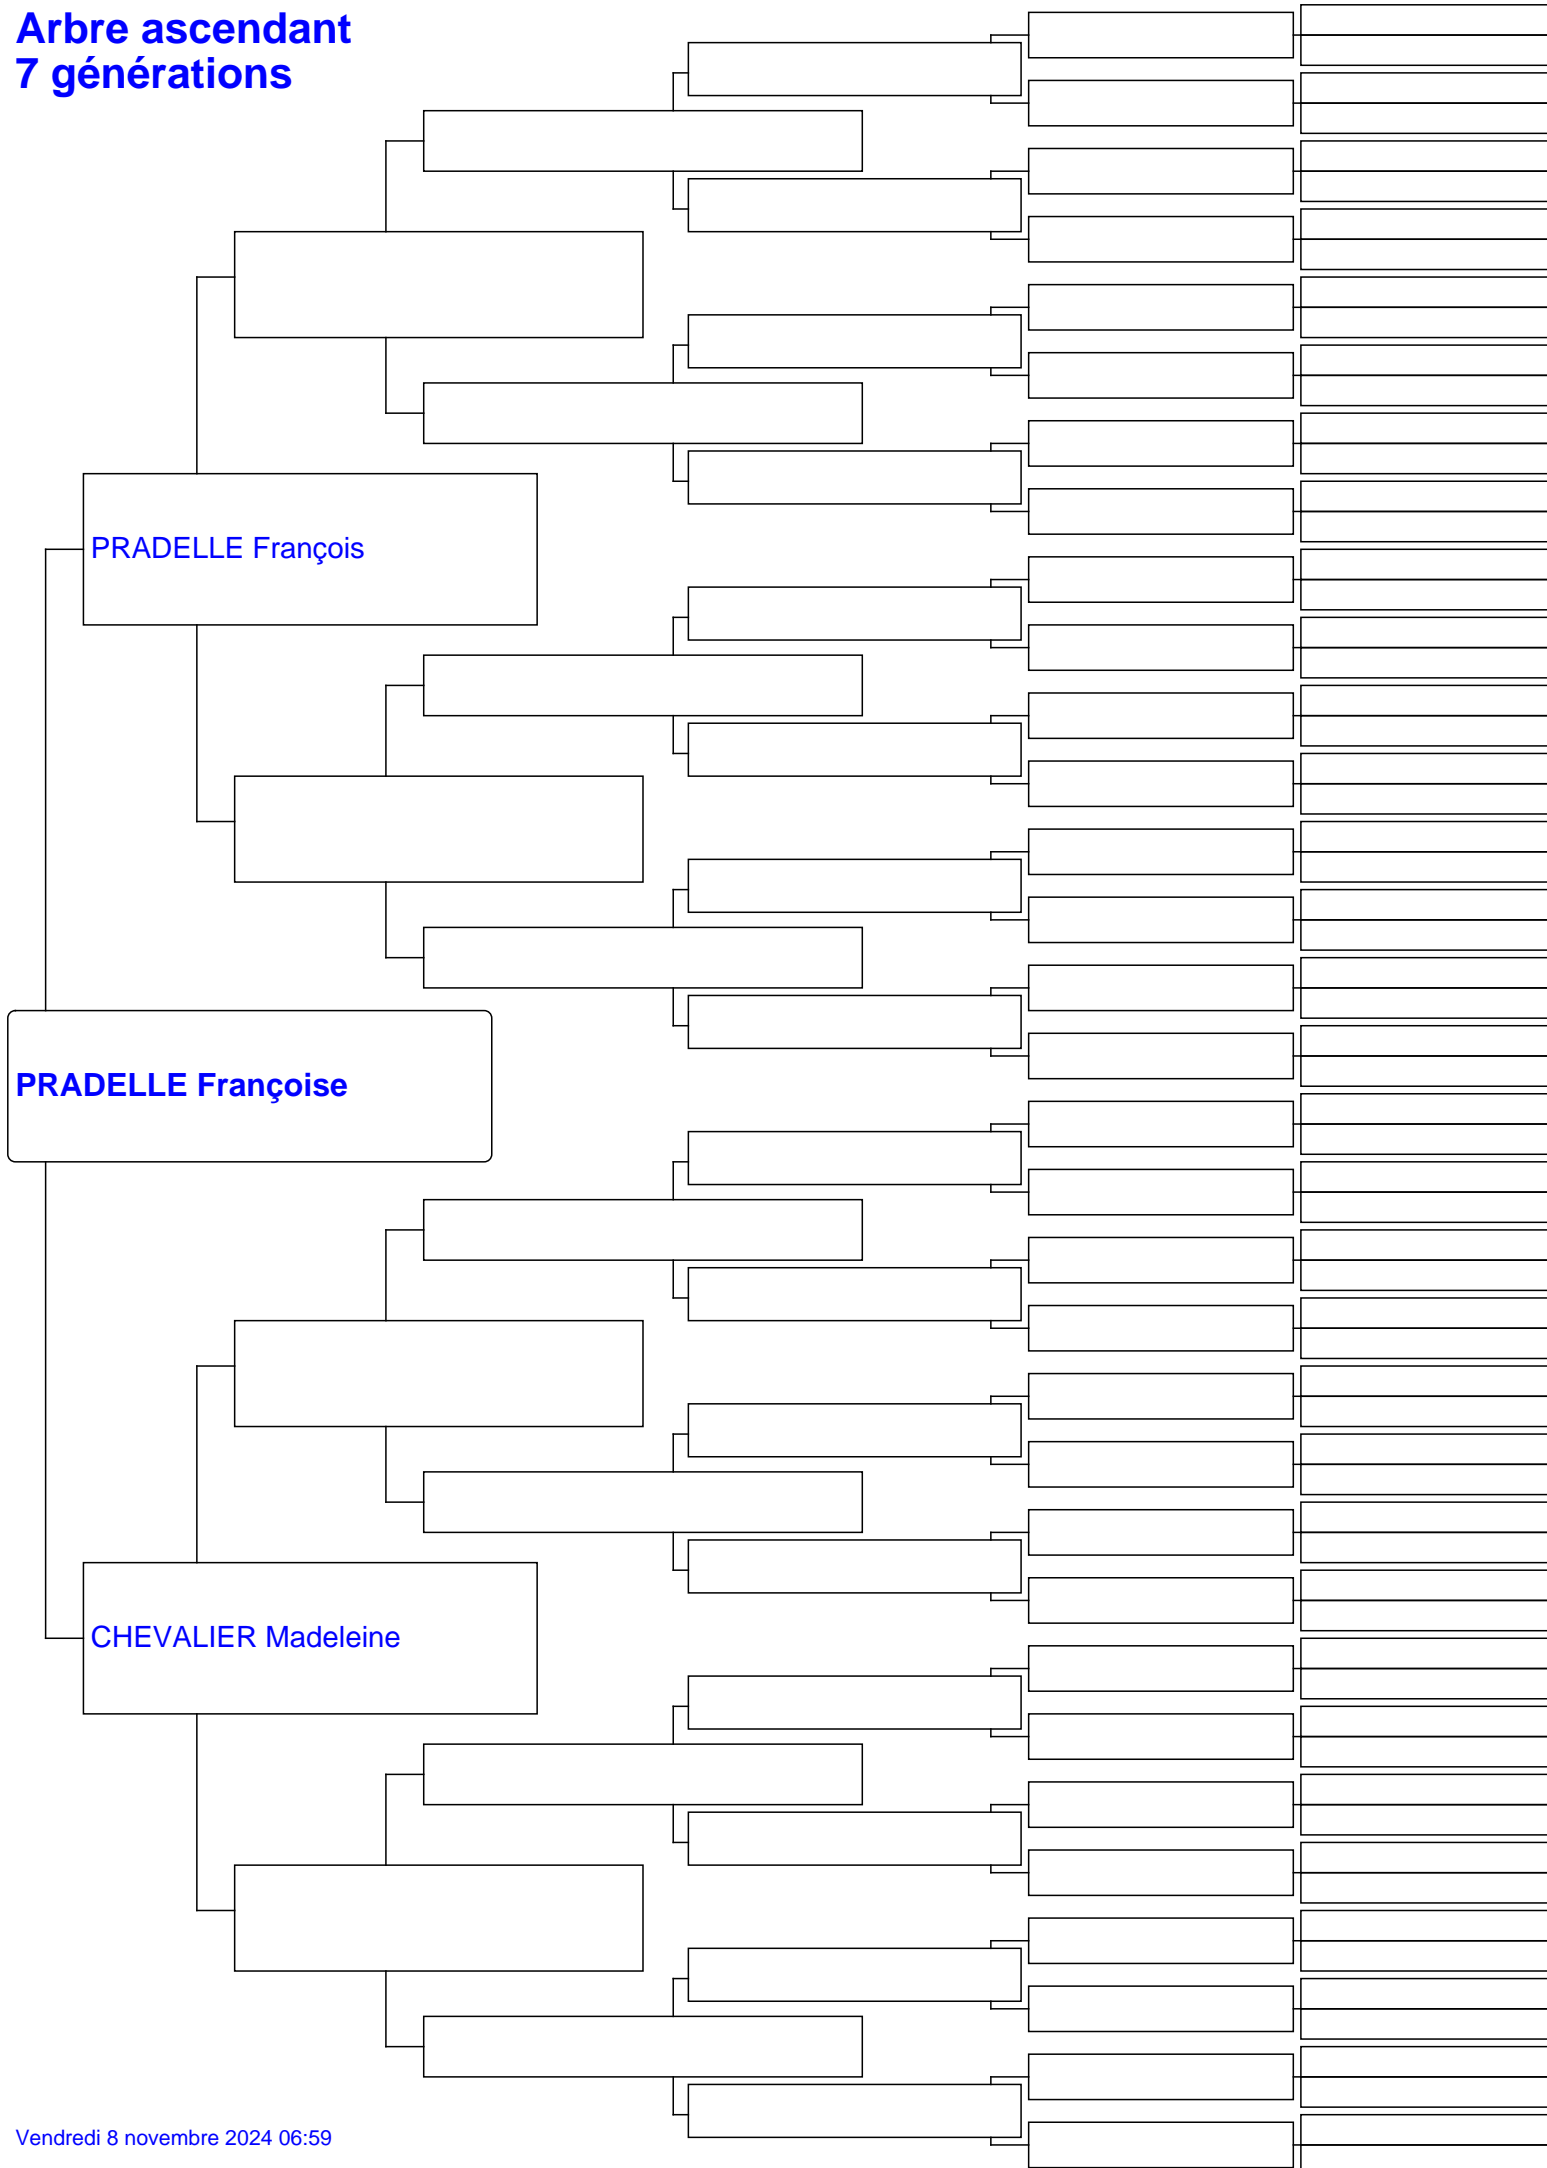 Arbre ascendant
7 générations
PRADELLE François
PRADELLE Françoise
CHEVALIER Madeleine
Vendredi 8 novembre 2024 06:59